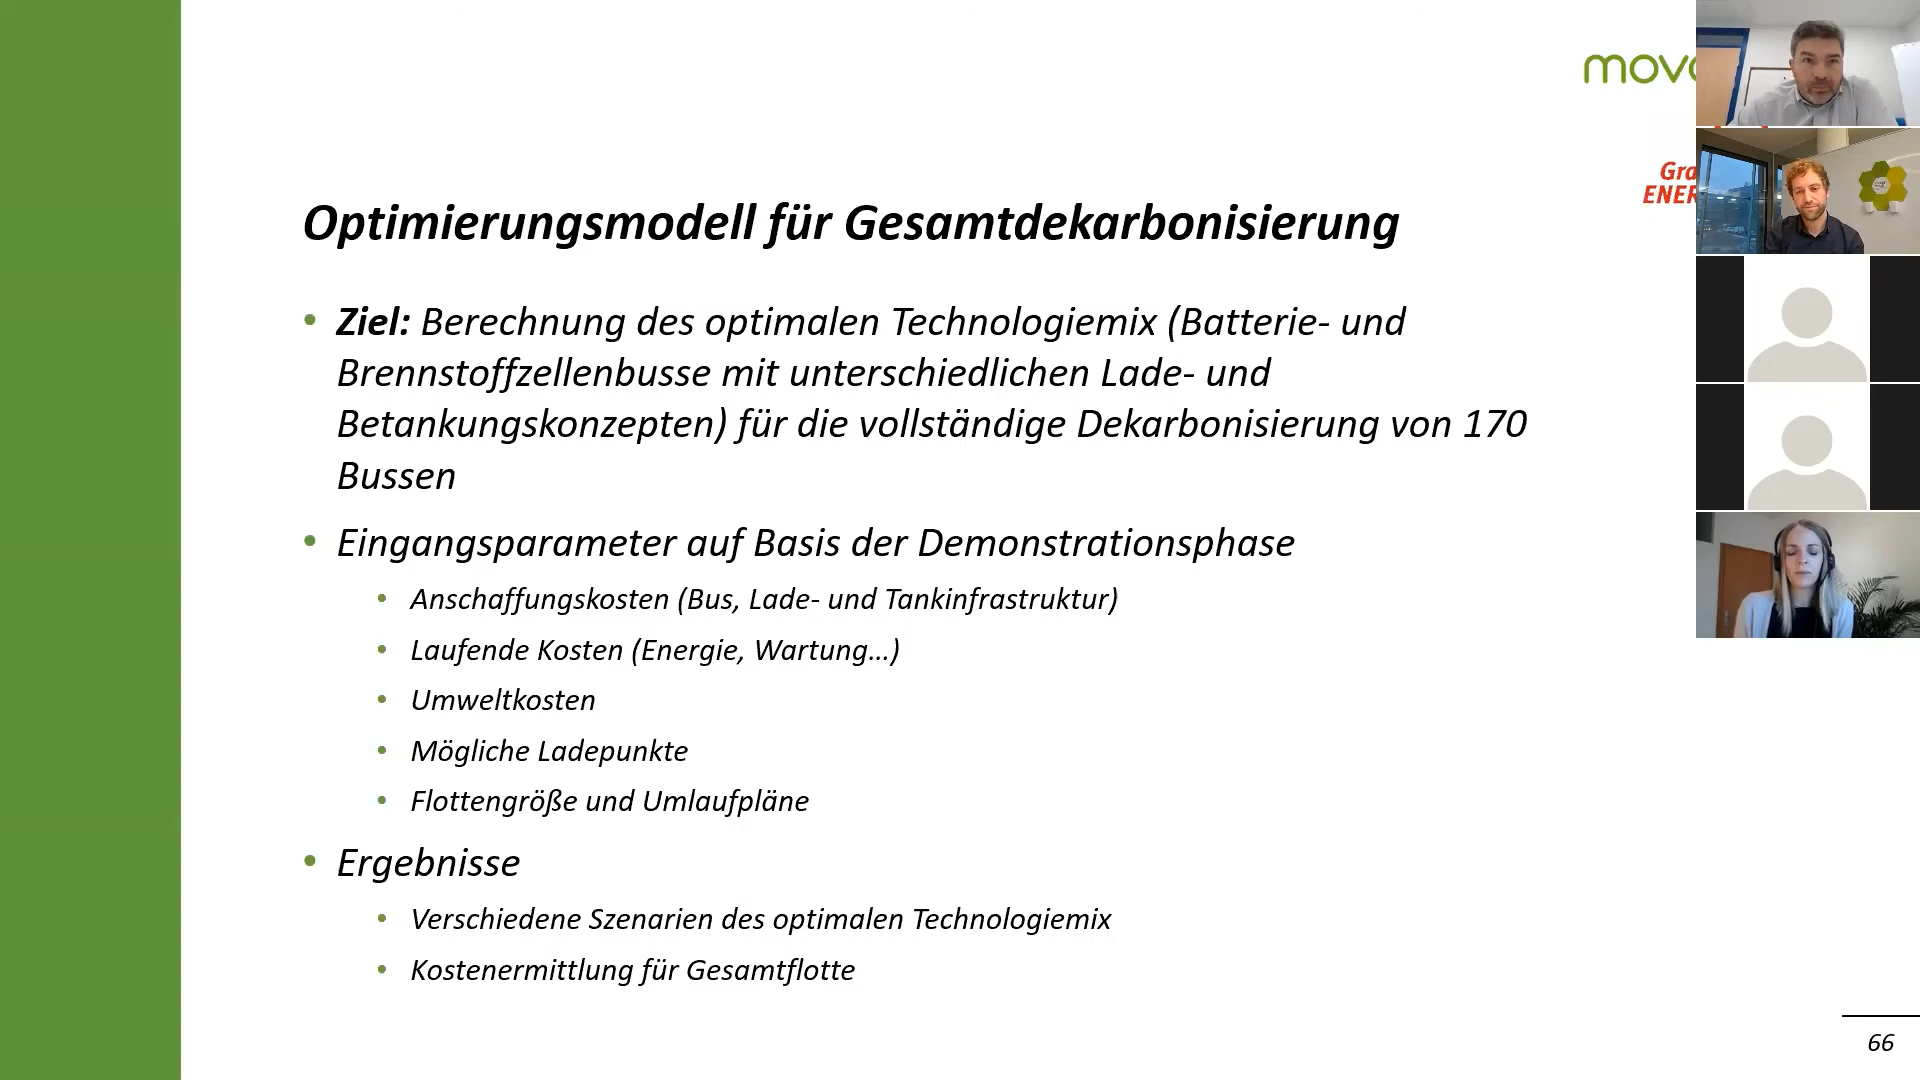 Optimierungsmodell für Gesamtdekarbonisierung
• Ziel: Berechnung des optimalen Technologiemix (Batterie- und
Brennstoffzellenbusse mit unterschiedlichen Lade- und
Betankungskonzepten) für die vollständige Dekarbonisierung von 170
Bussen
• Eingangsparameter auf Basis der Demonstrationsphase
• Anschaffungskosten (Bus, Lade- und Tankinfrastruktur)
• Laufende Kosten (Energie, Wartung...)
• Umweltkosten
• Mögliche Ladepunkte
• Flottengröße und Umlaufpläne
• Ergebnisse
• Verschiedene Szenarien des optimalen Technologiemix
• Kostenermittlung für Gesamtflotte
66